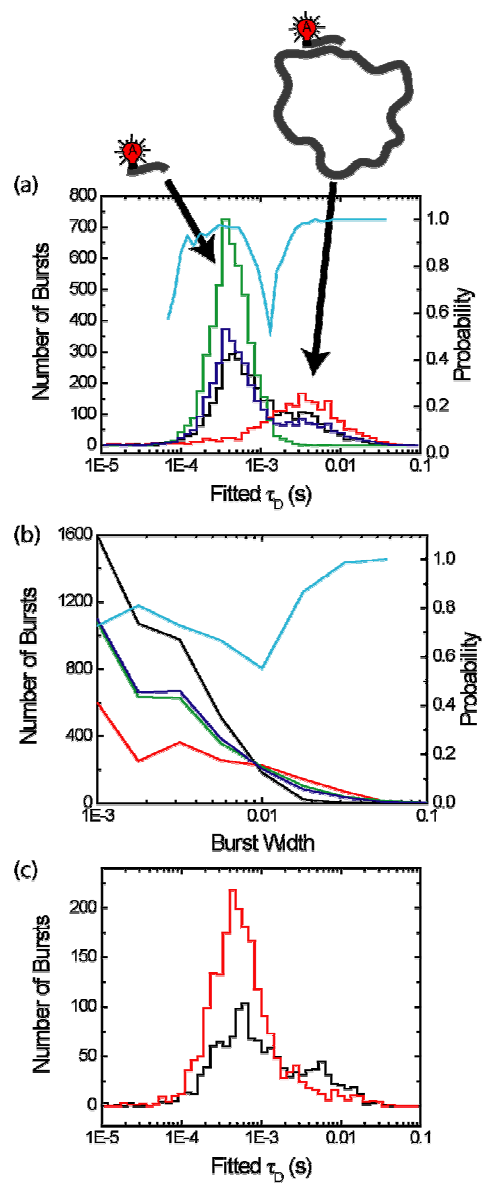 A
A
(a)
800
700
600
500
400
300
200
100
0
Number of Bursts
1.0
0.8
0.6
0.4
0.2
0.0
Probability
1E-5 1E-4 1E-3 0.01 0.1
Fitted τD (s)
(b)
1600
1200
800
400
0
Number of Bursts
1.0
0.8
0.6
0.4
0.2
0.0
Probability
1E-3 0.01 0.1
Burst Width
(c)
200
150
100
50
0
Number of Bursts
1E-5 1E-4 1E-3 0.01 0.1
Fitted τD (s)